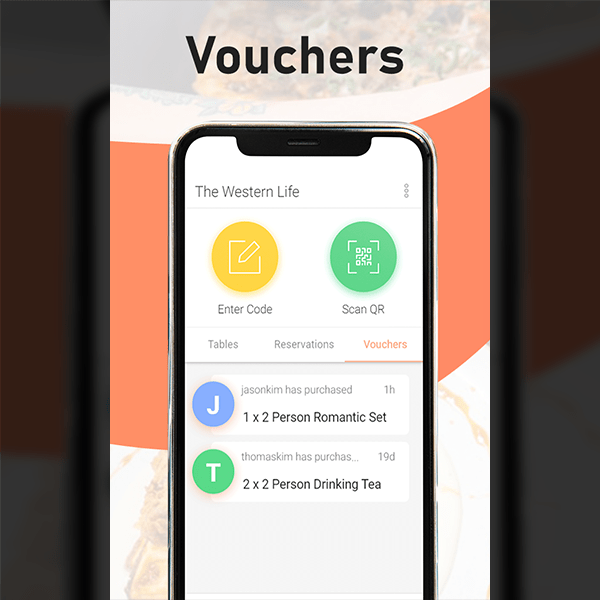 Vouchers
The Western Life
Enter Code
Scan QR
Tables
Reservations
Vouchers
jasonkim has purchased
1h
J
1 x 2 Person Romantic Set
thomaskim has purchas...
19d
T
2 x 2 Person Drinking Tea